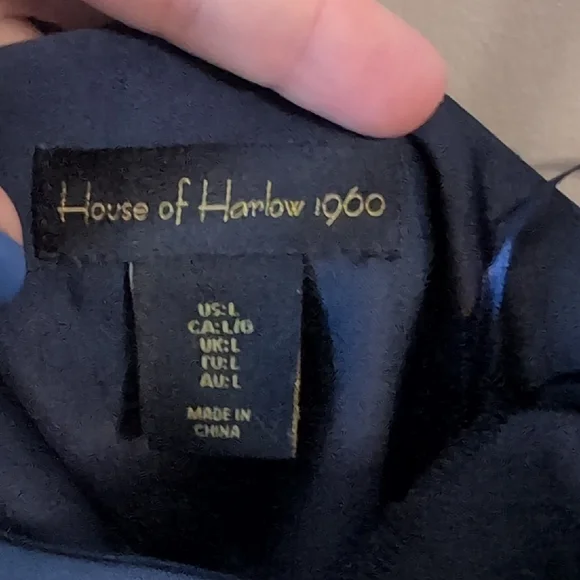 House of Harlow 1960
US:L
CA:L/G
UK:L
EU:L
AU:L
MADE IN
CHINA